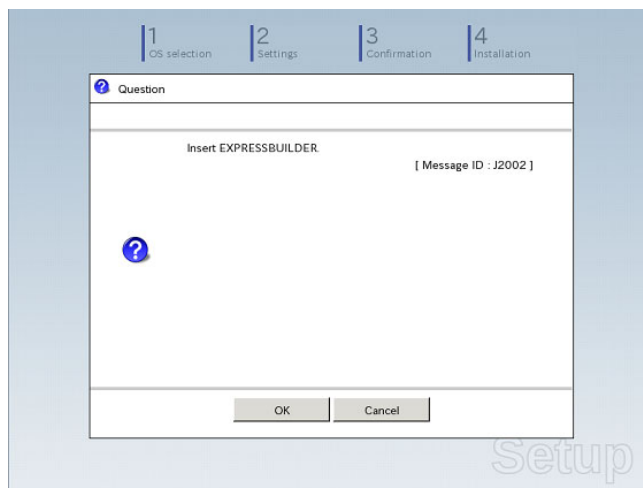 1 2 3 4
OS selection Settings Confirmation Installation
Question
Insert EXPRESSBUILDER.
[ Message ID : J2002 ]
OK Cancel
Setup